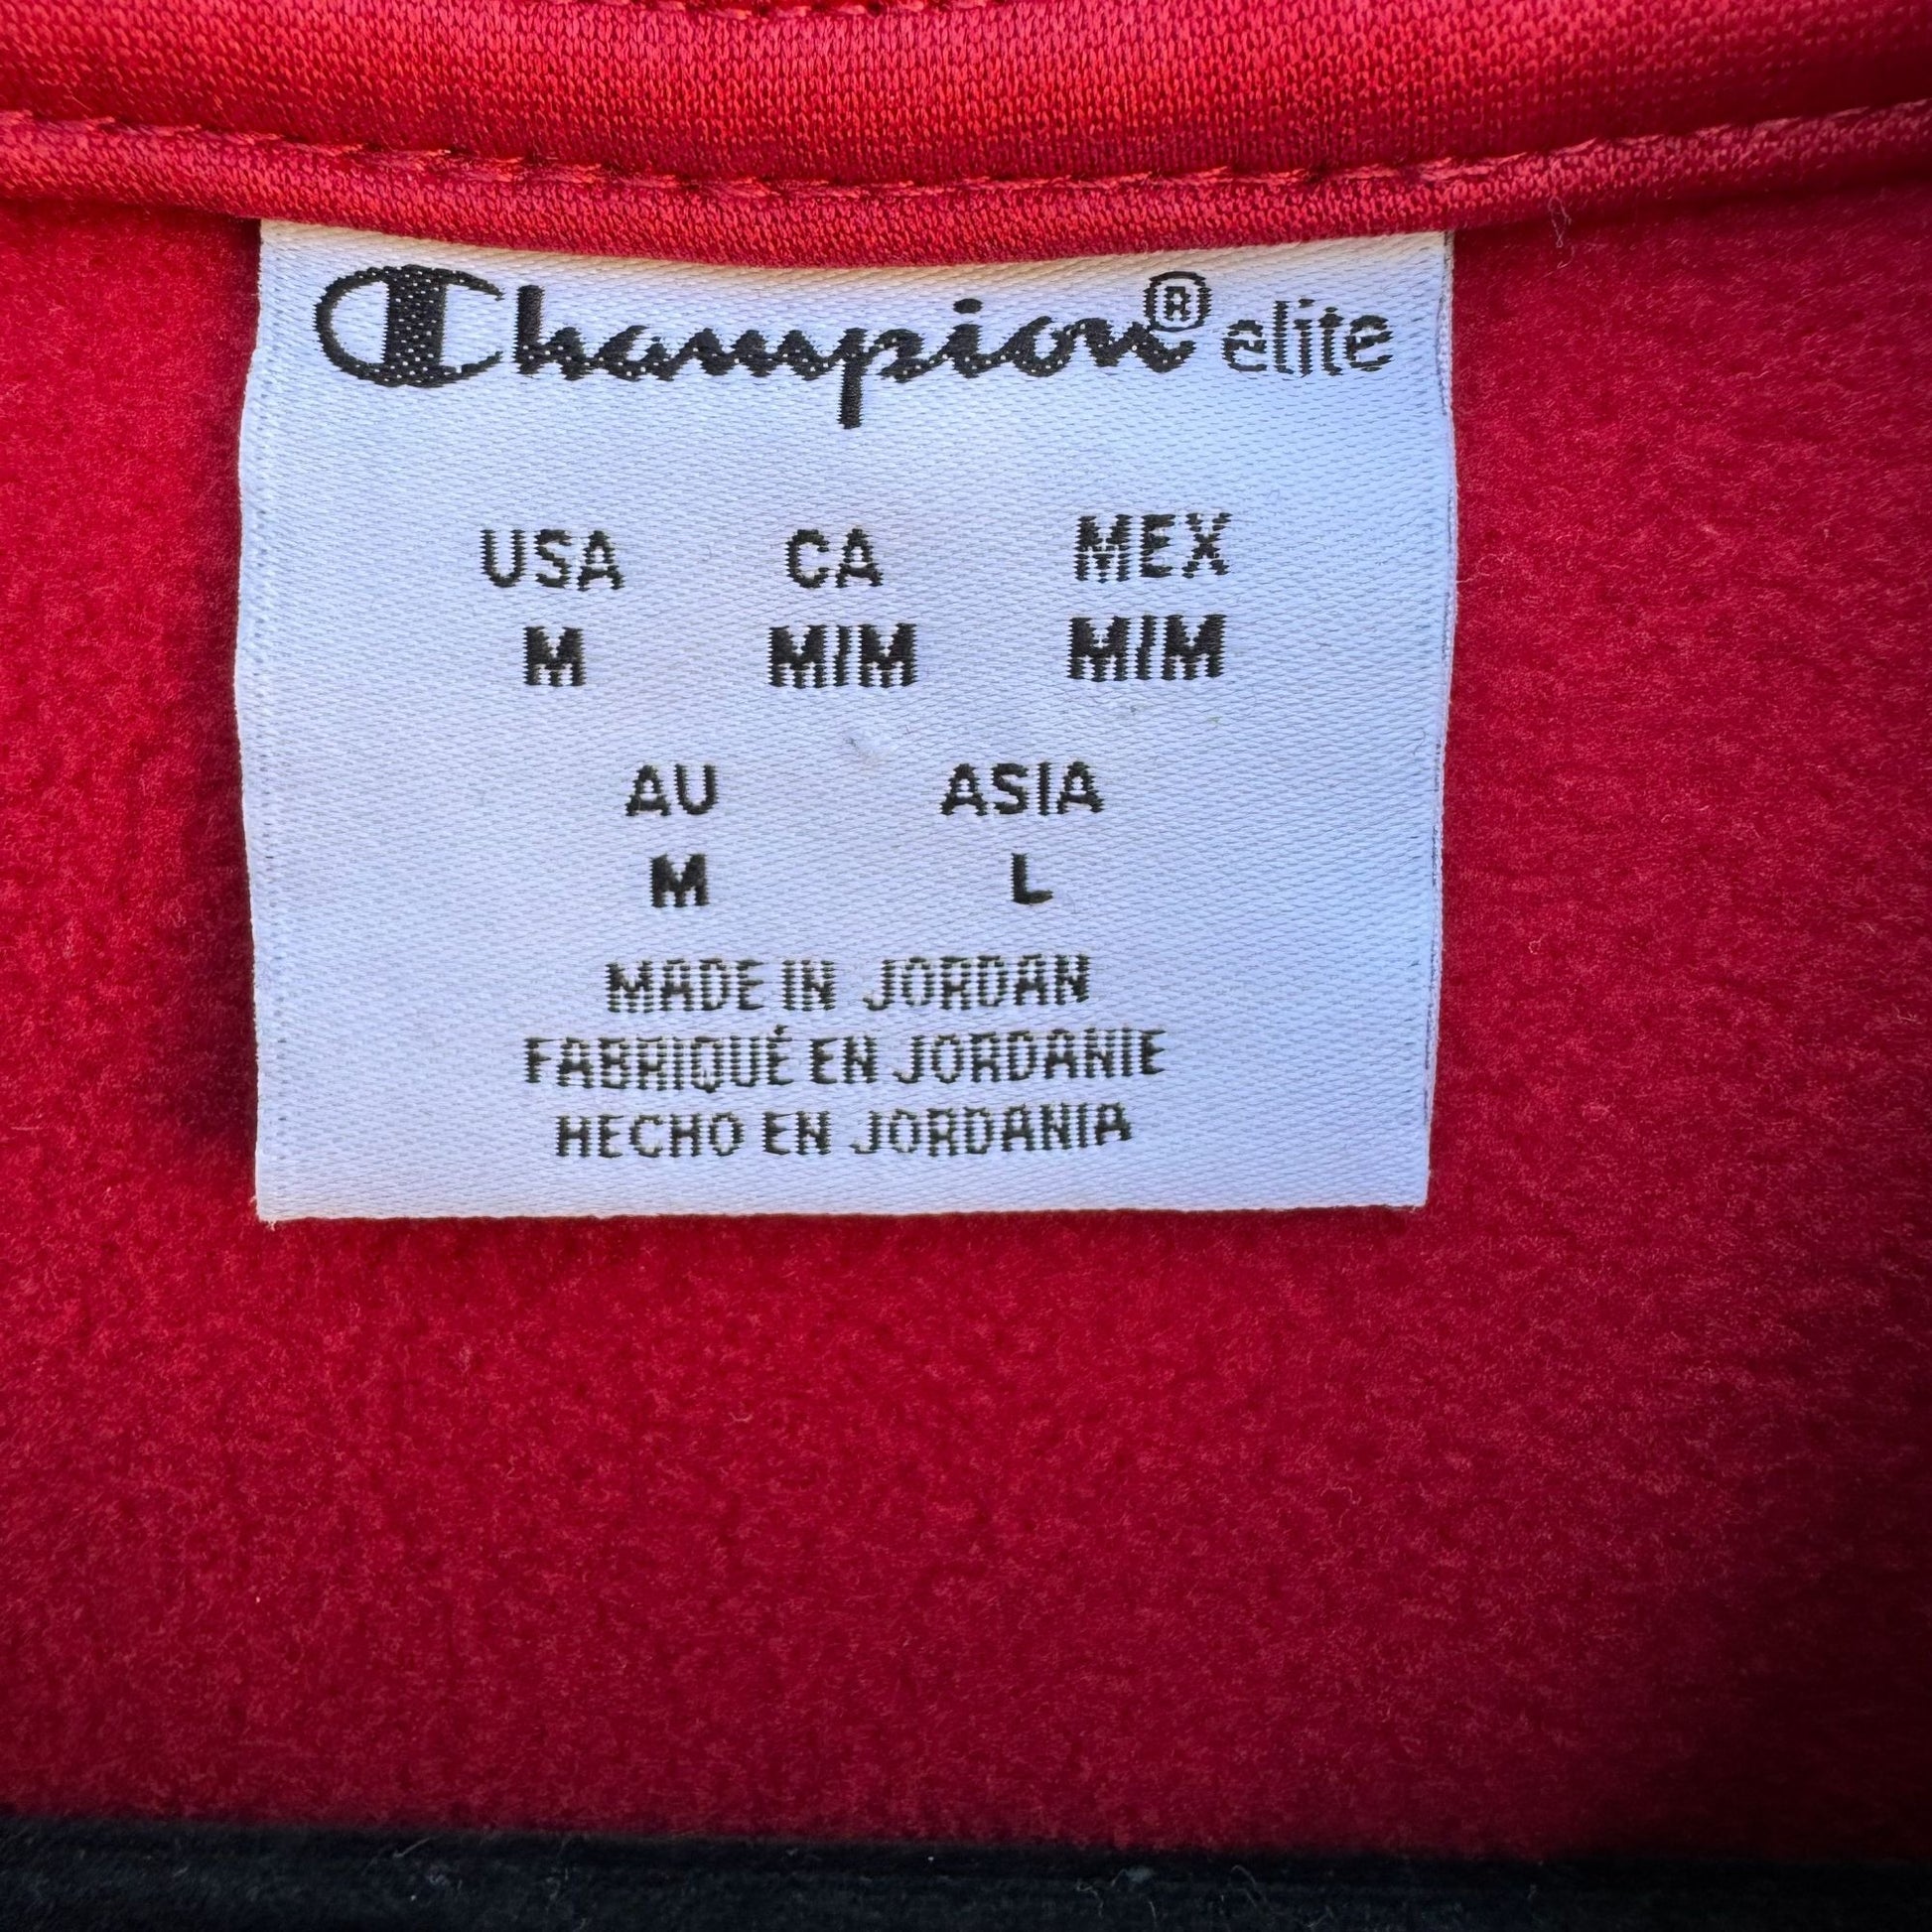 Champion® elite
USA CA MEX
M M/M M/M
AU ASIA
M L
MADE IN JORDAN
FABRIQUÉ EN JORDANIE
HECHO EN JORDANIA